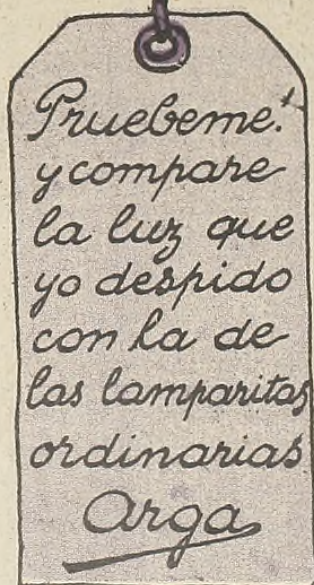 Pruebeme!
y compare
la luz que
yo despido
con la de
las lamparitas
ordinarias
Arga